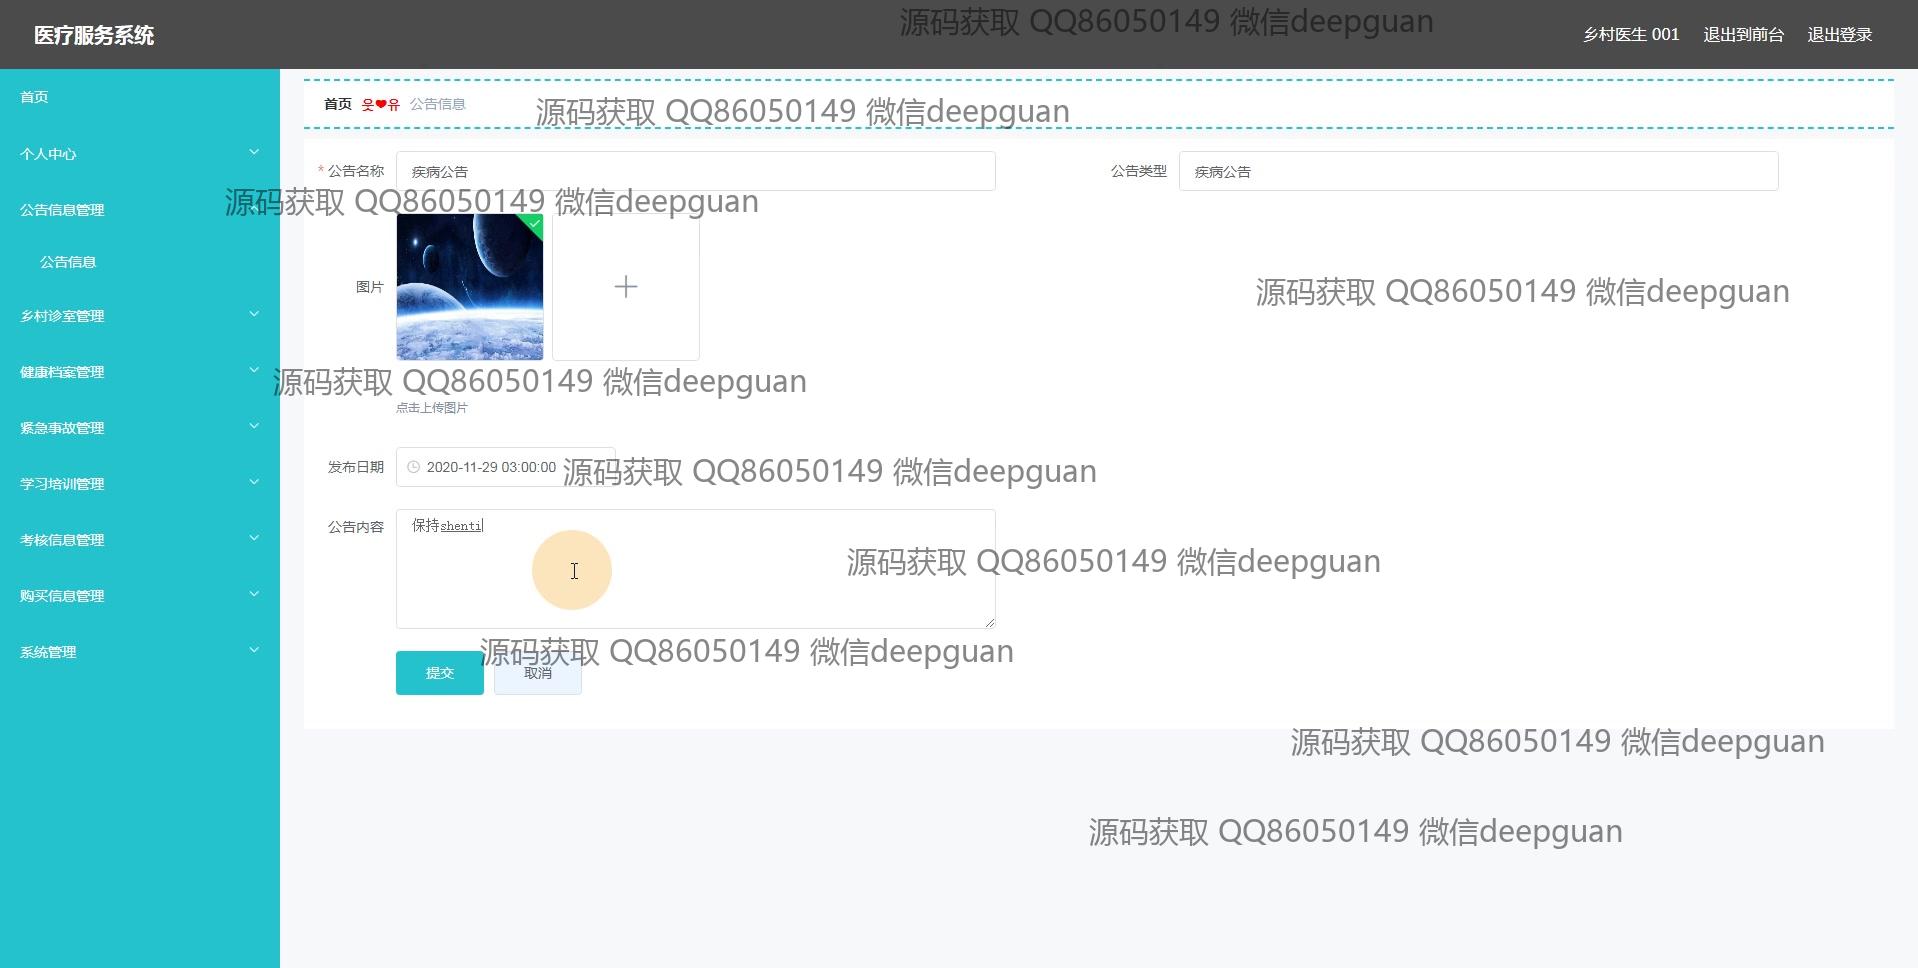 医疗服务系统
源码获取 QQ86050149 微信deepguan
乡村医生 001 退出到前台 退出登录
首页
个人中心
公告信息管理
公告信息
乡村诊室管理
健康档案管理
紧急事故管理
学习培训管理
考核信息管理
购买信息管理
系统管理
首页 웃❤유 公告信息
源码获取 QQ86050149 微信deepguan
* 公告名称 疾病公告
公告类型 疾病公告
源码获取 QQ86050149 微信deepguan
图片
源码获取 QQ86050149 微信deepguan
源码获取 QQ86050149 微信deepguan
点击上传图片
发布日期 2020-11-29 03:00:00
源码获取 QQ86050149 微信deepguan
公告内容 保持shenti
源码获取 QQ86050149 微信deepguan
源码获取 QQ86050149 微信deepguan
提交 取消
源码获取 QQ86050149 微信deepguan
源码获取 QQ86050149 微信deepguan